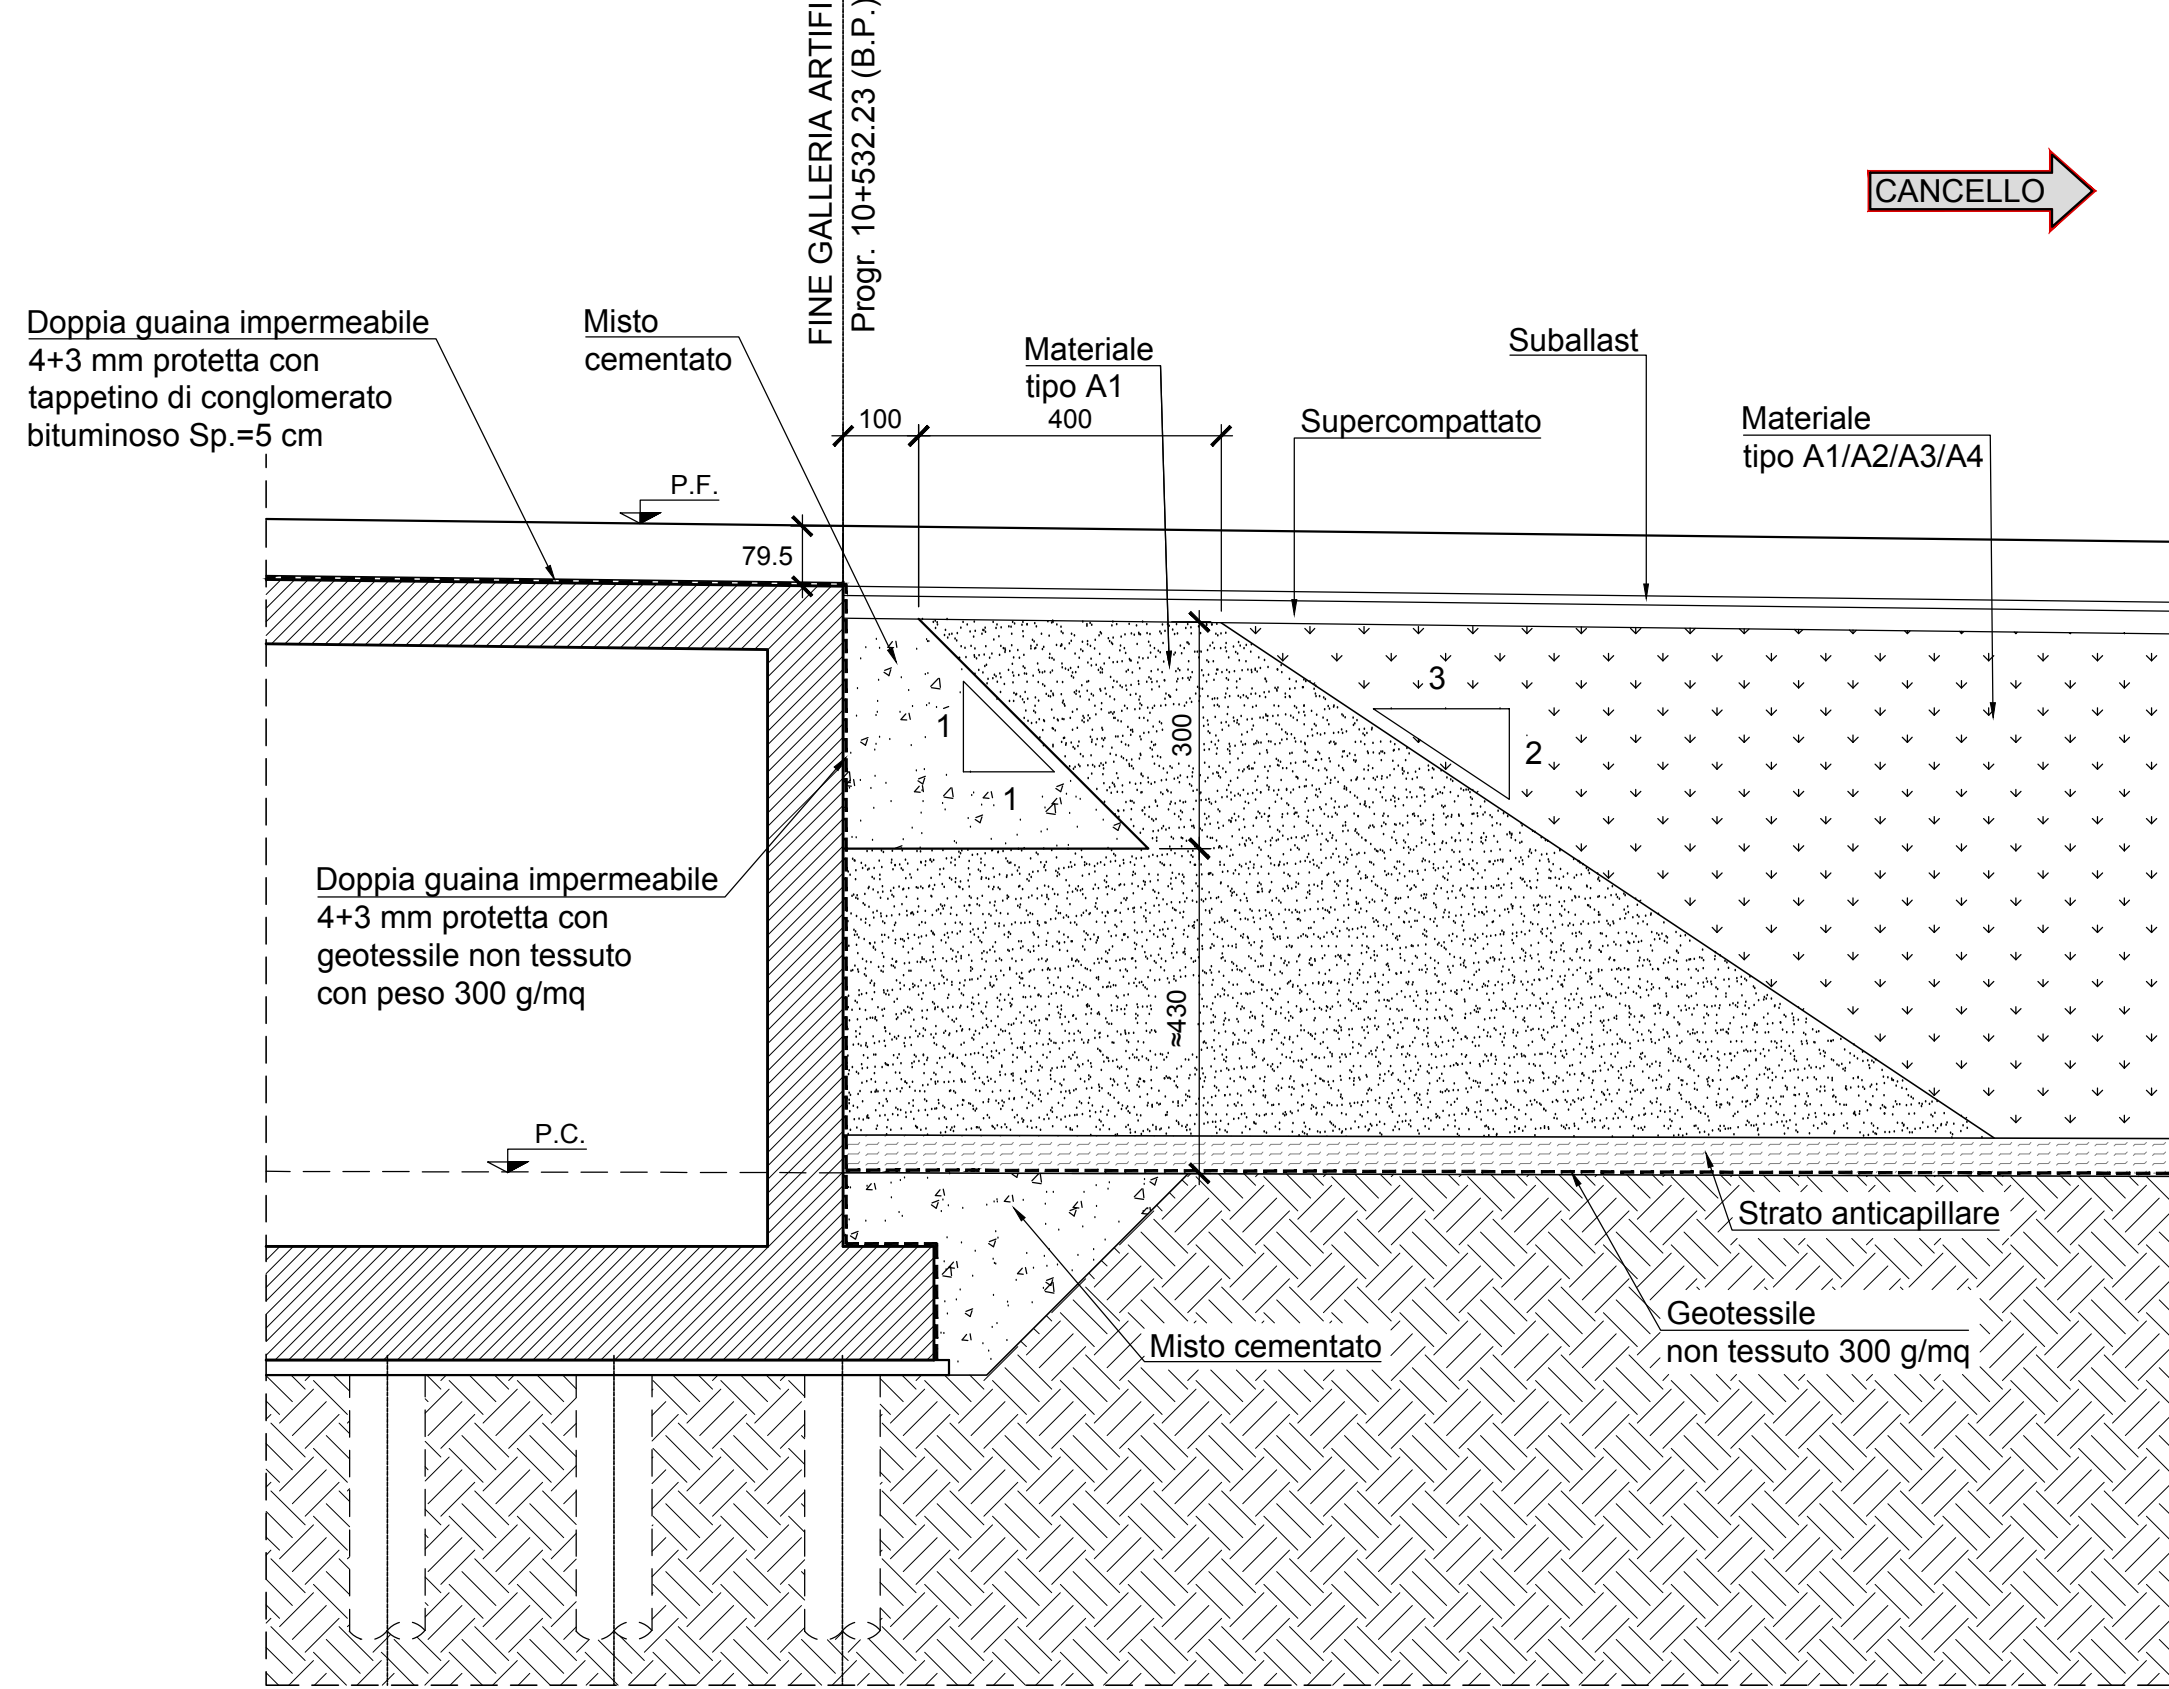 FINE GALLERIA ARTIFI
Progr. 10+532.23 (B.P.)
CANCELLO
Doppia guaina impermeabile
4+3 mm protetta con
tappetino di conglomerato
bituminoso Sp.=5 cm
Misto
cementato
Materiale
tipo A1
Suballast
Supercompattato
Materiale
tipo A1/A2/A3/A4
100
400
P.F.
79.5
3
2
1
1
300
Doppia guaina impermeabile
4+3 mm protetta con
geotessile non tessuto
con peso 300 g/mq
≈430
P.C.
Strato anticapillare
Geotessile
non tessuto 300 g/mq
Misto cementato